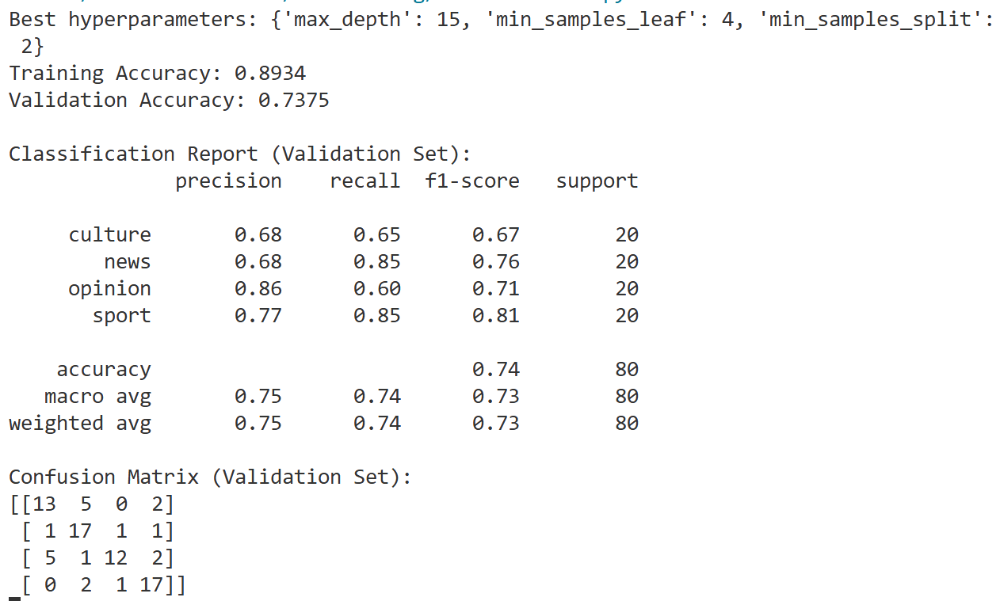 Best hyperparameters: {'max_depth': 15, 'min_samples_leaf': 4, 'min_samples_split':
 2}
Training Accuracy: 0.8934
Validation Accuracy: 0.7375

Classification Report (Validation Set):
              precision    recall  f1-score   support

     culture       0.68      0.65      0.67        20
        news       0.68      0.85      0.76        20
     opinion       0.86      0.60      0.71        20
       sport       0.77      0.85      0.81        20

    accuracy                           0.74        80
   macro avg       0.75      0.74      0.73        80
weighted avg       0.75      0.74      0.73        80

Confusion Matrix (Validation Set):
[[13  5  0  2]
 [ 1 17  1  1]
 [ 5  1 12  2]
 [ 0  2  1 17]]